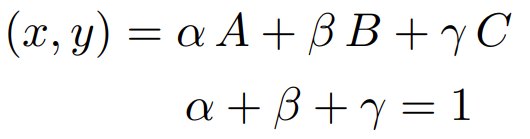 (x, y) = α A + β B + γ C
α + β + γ = 1